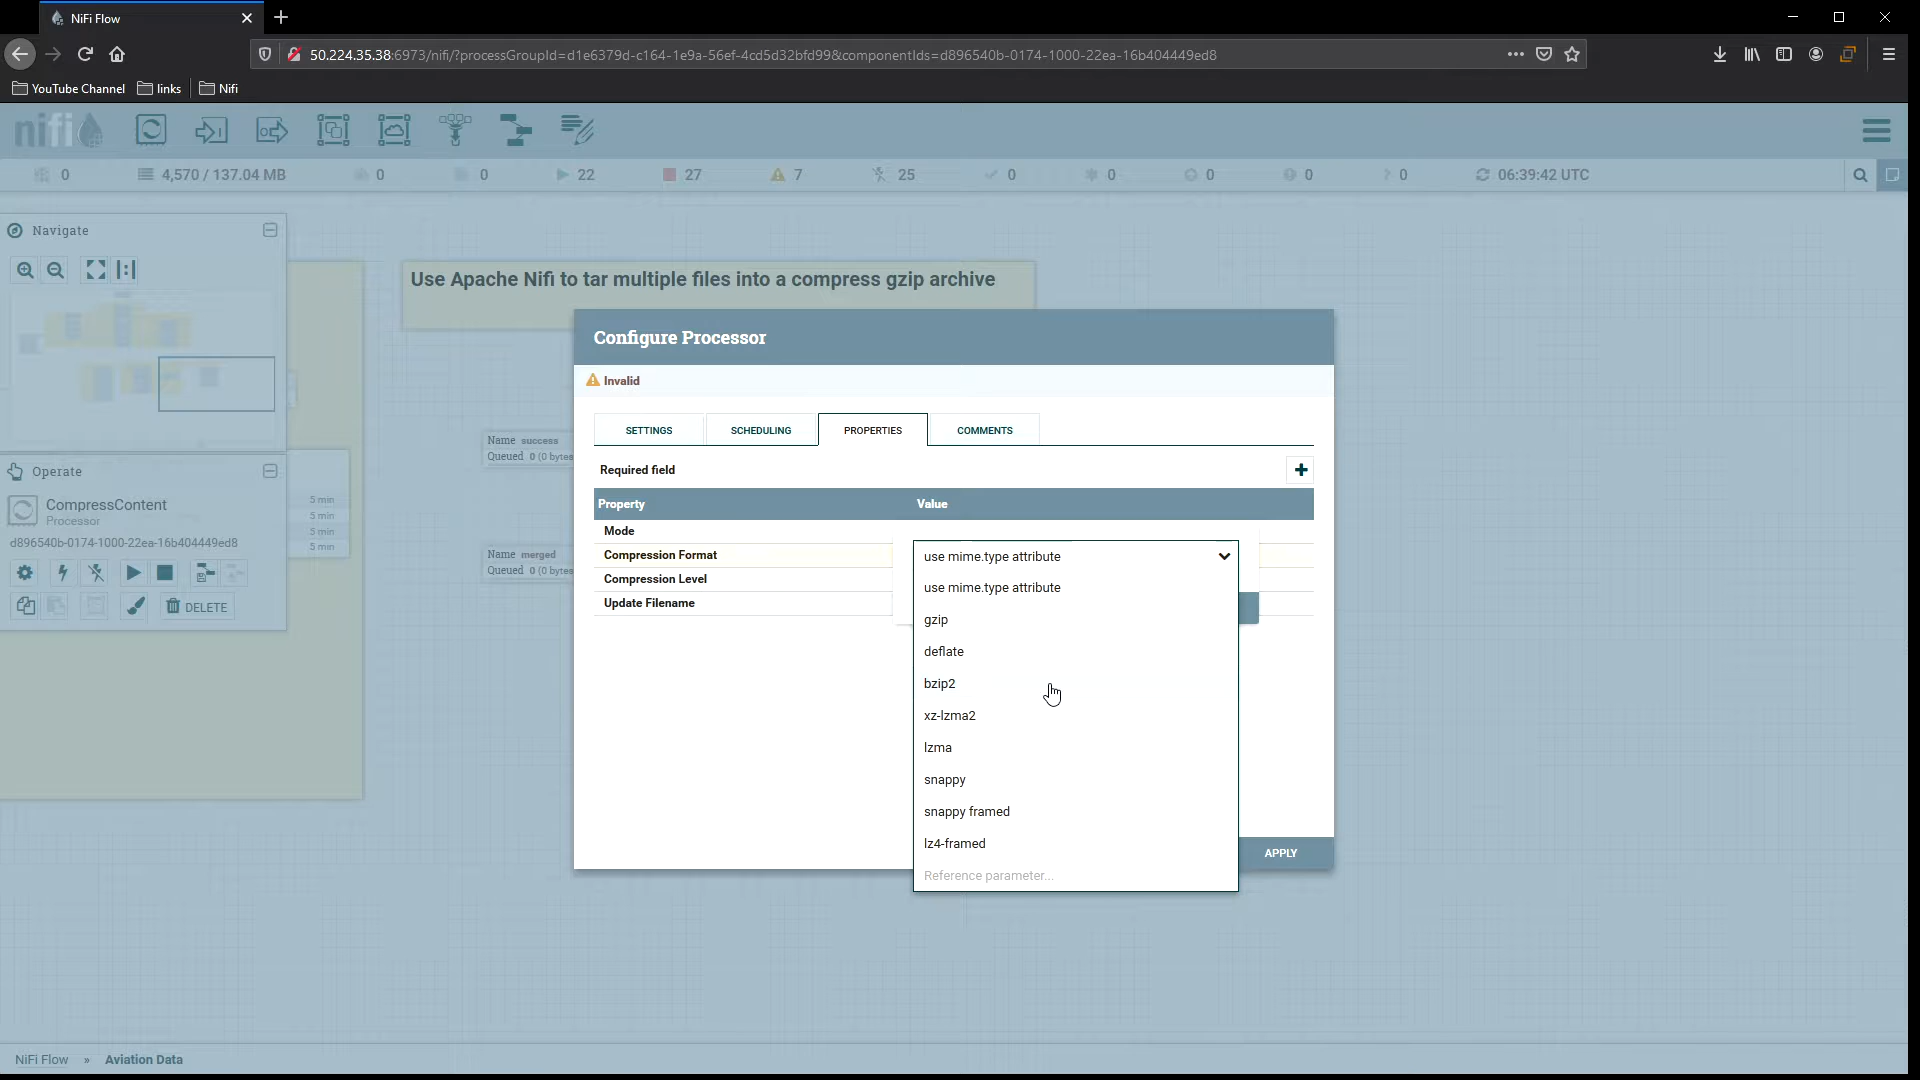 NiFi Flow
50.224.35.38:6973/nifi/?processGroupId=d1e6379d-c164-1e9a-56ef-4cd5d32bfd99&componentIds=d896540b-0174-1000-22ea-16b404449ed8
YouTube Channel links Nifi
nifi
0 4,570 / 137.04 MB 0 0 22 27 7 25 0 0 0 0 0 06:39:42 UTC
Navigate
Use Apache Nifi to tar multiple files into a compress gzip archive
Configure Processor
Invalid
SETTINGS SCHEDULING PROPERTIES COMMENTS
Name success
Queued 0 (0 bytes
Required field
Operate
Property Value
CompressContent
Processor
d896540b-0174-1000-22ea-16b404449ed8
5 min
5 min
5 min
5 min
DELETE
Name merged
Queued 0 (0 bytes
Mode
Compression Format
Compression Level
Update Filename
use mime.type attribute
use mime.type attribute
gzip
deflate
bzip2
xz-lzma2
lzma
snappy
snappy framed
lz4-framed
Reference parameter...
APPLY
NiFi Flow » Aviation Data